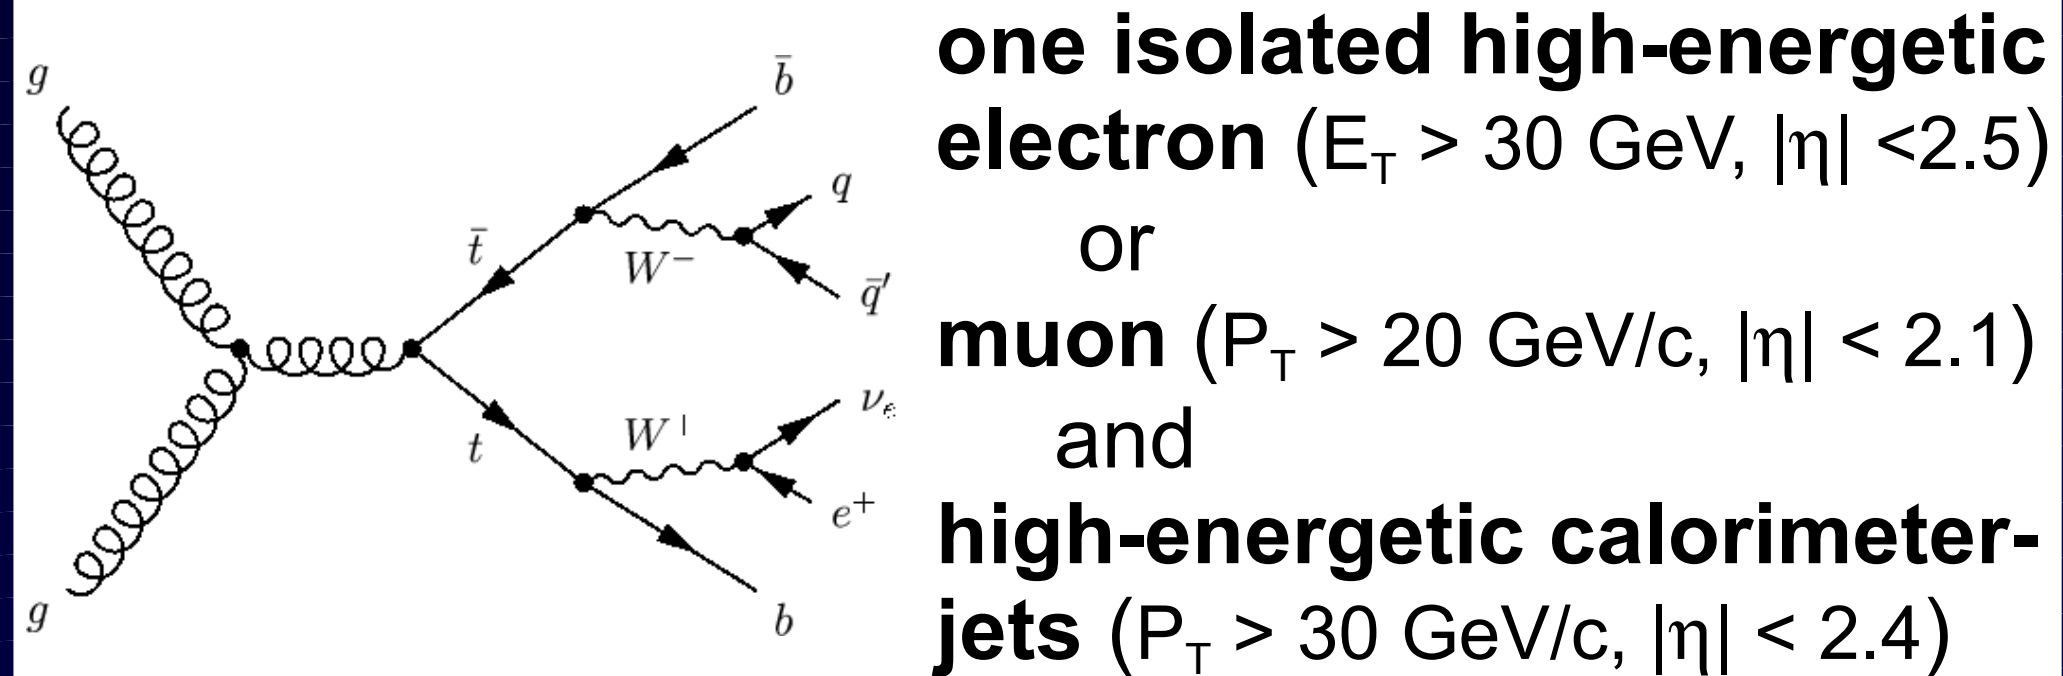 g
b̄
q
t̄
W⁻
q̄′
νₑ
W⁺
t
e⁺
g
b
one isolated high-energetic
electron (E_T > 30 GeV, |η| <2.5)
or
muon (P_T > 20 GeV/c, |η| < 2.1)
and
high-energetic calorimeter-
jets (P_T > 30 GeV/c, |η| < 2.4)